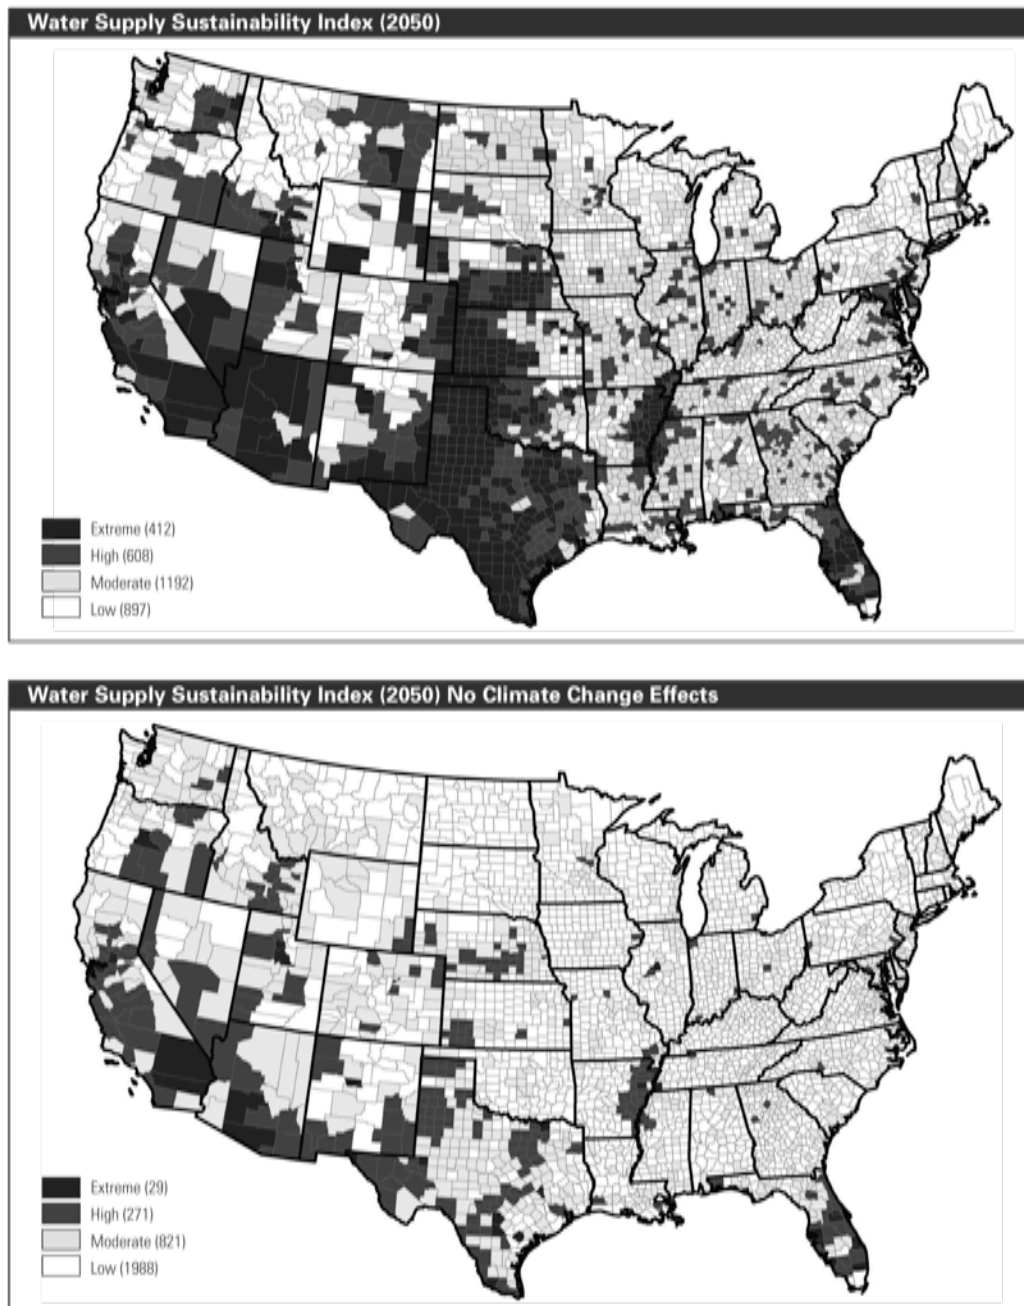 Water Supply Sustainability Index (2050)
Extreme (412)
High (608)
Moderate (1192)
Low (897)
Water Supply Sustainability Index (2050) No Climate Change Effects
Extreme (29)
High (271)
Moderate (821)
Low (1988)